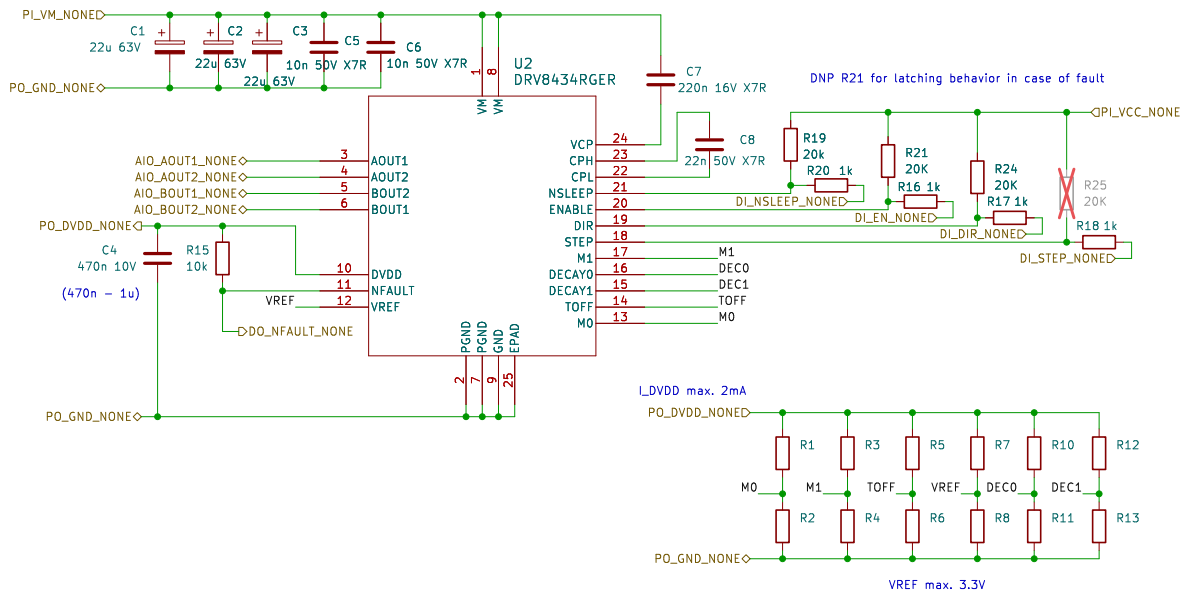 PI_VM_NONE
C1
22u 63V
C2
22u 63V
C3
22u 63V
C5
10n 50V X7R
C6
10n 50V X7R
PO_GND_NONE
U2
DRV8434RGER
C7
220n 16V X7R
C8
22n 50V X7R
DNP R21 for latching behavior in case of fault
PI_VCC_NONE
R19
20k
R20 1k
DI_NSLEEP_NONE
R21
20K
R16 1k
DI_EN_NONE
R24
20K
R17 1k
DI_DIR_NONE
R25
20K
R18 1k
DI_STEP_NONE
AIO_AOUT1_NONE
AIO_AOUT2_NONE
AIO_BOUT1_NONE
AIO_BOUT2_NONE
PO_DVDD_NONE
C4
470n 10V
(470n - 1u)
R15
10k
VREF
DO_NFAULT_NONE
PO_GND_NONE
1
8
VM
VM
3
AOUT1
4
AOUT2
5
BOUT2
6
BOUT1
10
DVDD
11
NFAULT
12
VREF
VCP
24
CPH
23
CPL
22
NSLEEP
21
ENABLE
20
DIR
19
STEP
18
M1
17
M1
DECAY0
16
DEC0
DECAY1
15
DEC1
TOFF
14
TOFF
M0
13
M0
PGND
PGND
GND
EPAD
2
7
9
25
I_DVDD max. 2mA
PO_DVDD_NONE
R1
R3
R5
R7
R10
R12
M0
M1
TOFF
VREF
DEC0
DEC1
R2
R4
R6
R8
R11
R13
PO_GND_NONE
VREF max. 3.3V